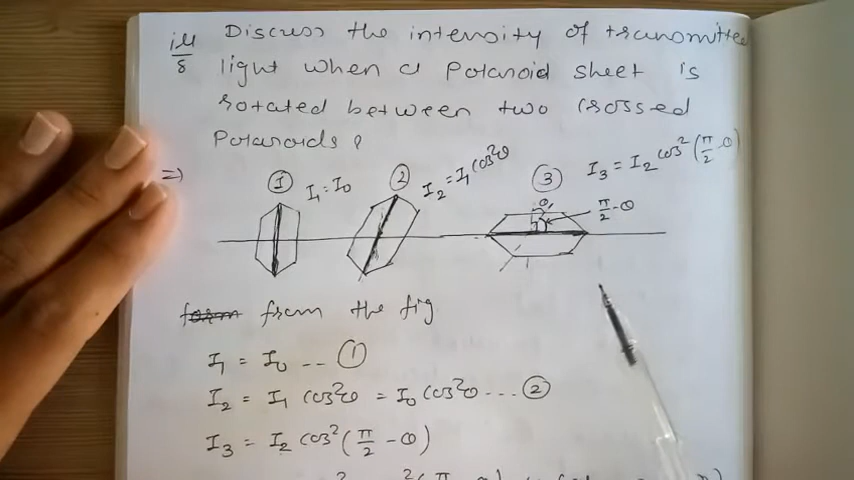 ill/8 Discuss the intensity of transmitte
light when a Polaroid sheet is
rotated between two crossed
Polaroids ?
=> ① I₁ = I₀ ② I₂ = I₁ cos²θ ③ I₃ = I₂ cos² (π/2 - θ)
θ π/2 - θ
from the fig
I₁ = I₀ -- ①
I₂ = I₁ cos²θ = I₀ cos²θ --- ②
I₃ = I₂ cos² (π/2 - θ)